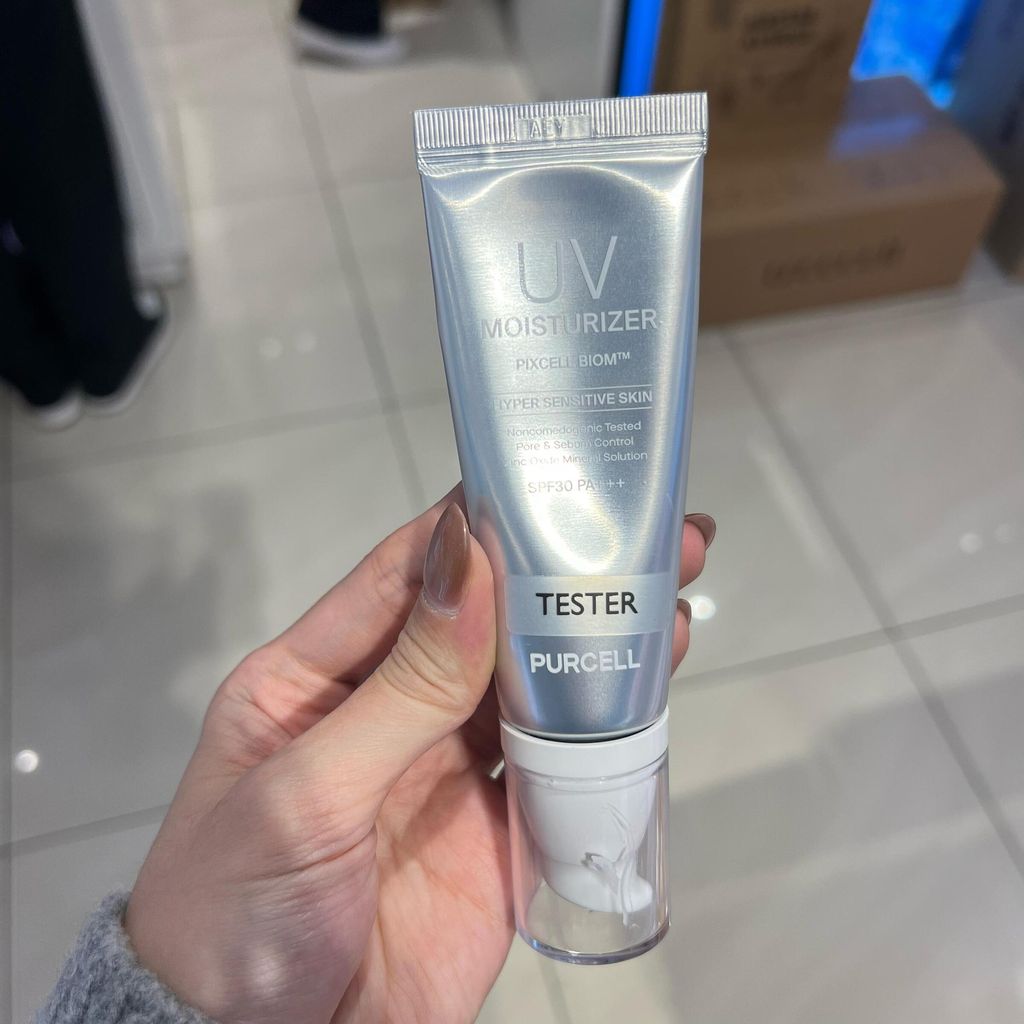 UV
MOISTURIZER
PIXCELL BIOM™
HYPER SENSITIVE SKIN
Noncomedogenic Tested
Pore & Sebum Control
Zinc Oxide Mineral Solution
SPF30 PA+++
TESTER
PURCELL